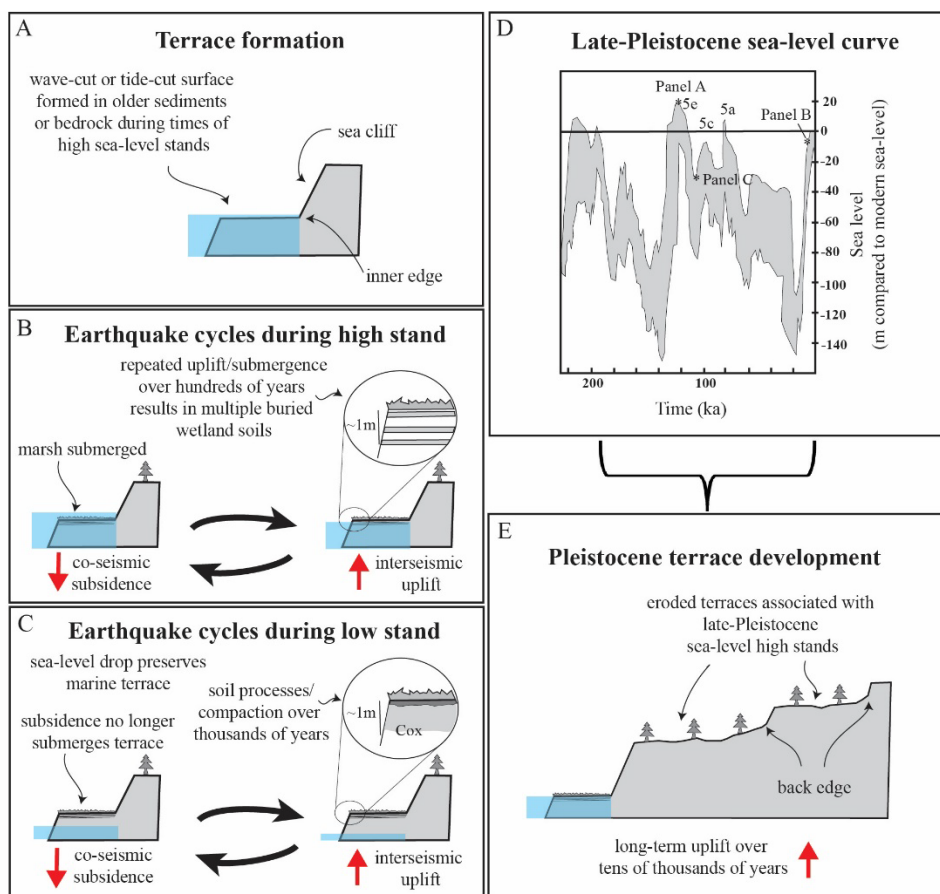 A
Terrace formation
wave-cut or tide-cut surface
formed in older sediments
or bedrock during times of
high sea-level stands
sea cliff
inner edge
B
Earthquake cycles during high stand
repeated uplift/submergence
over hundreds of years
results in multiple buried
wetland soils
~1m
marsh submerged
co-seismic
subsidence
interseismic
uplift
C
Earthquake cycles during low stand
sea-level drop preserves
marine terrace
soil processes/
compaction over
thousands of years
~1m
Cox
subsidence no longer
submerges terrace
co-seismic
subsidence
interseismic
uplift
D
Late-Pleistocene sea-level curve
Panel A
*5e
5c
5a
Panel B
*
*Panel C
20
0
-20
-40
-60
-80
-100
-120
-140
Sea level
(m compared to modern sea-level)
200
100
Time (ka)
E
Pleistocene terrace development
eroded terraces associated with
late-Pleistocene
sea-level high stands
back edge
long-term uplift over
tens of thousands of years